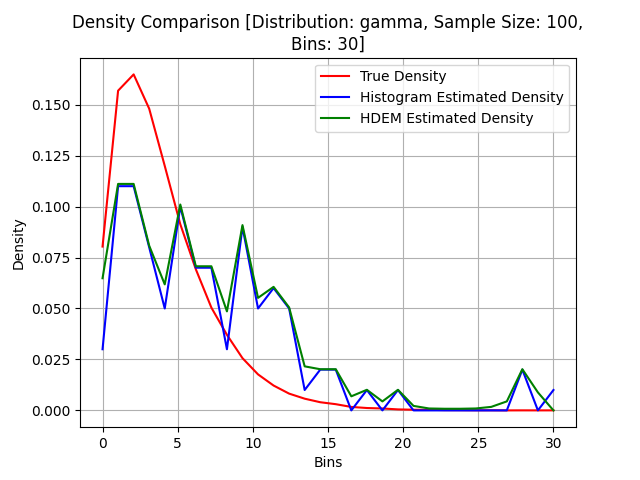 Density Comparison [Distribution: gamma, Sample Size: 100,
Bins: 30]
True Density
Histogram Estimated Density
HDEM Estimated Density
Density
0.150
0.125
0.100
0.075
0.050
0.025
0.000
0 5 10 15 20 25 30
Bins